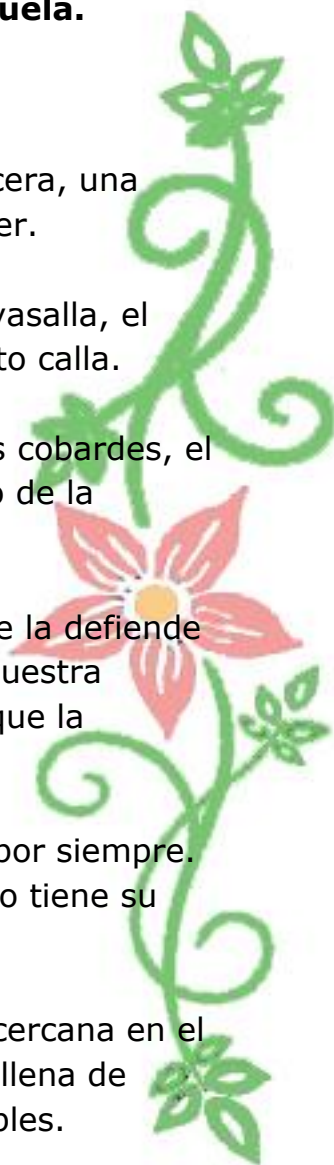 uela.
cera, una
er.
vasalla, el
to calla.
s cobardes, el
o de la
e la defiende
uestra
que la
por siempre.
o tiene su
cercana en el
llena de
bles.